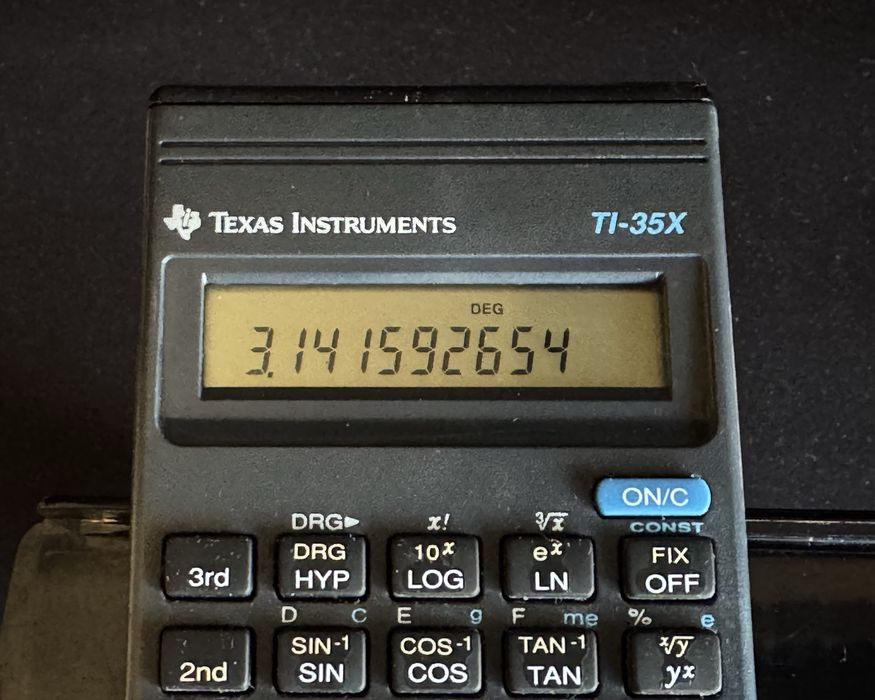 TEXAS INSTRUMENTS TI-35X
DEG
3.141592654
ON/C
DRG► x! ∛x CONST
DRG 10ˣ eˣ FIX
3rd HYP LOG LN OFF
D C E g F me % e
SIN⁻¹ COS⁻¹ TAN⁻¹ ˣ√y
2nd SIN COS TAN yˣ